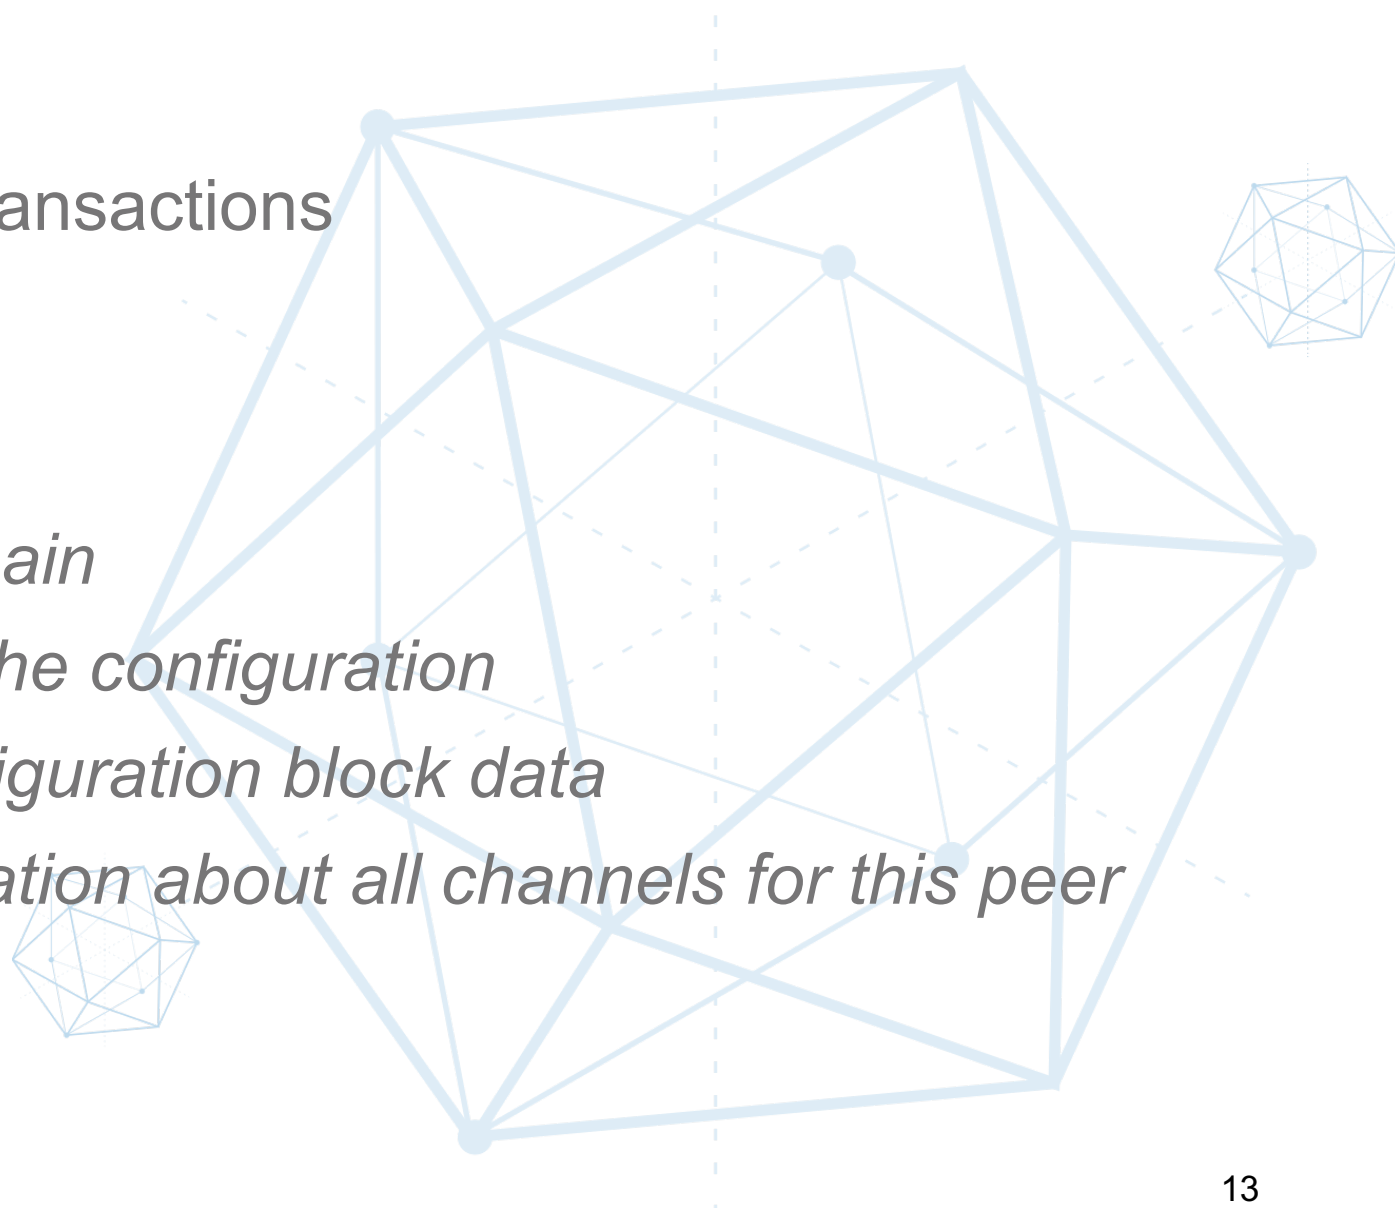 ansactions
ain
he configuration
iguration block data
ation about all channels for this peer
13